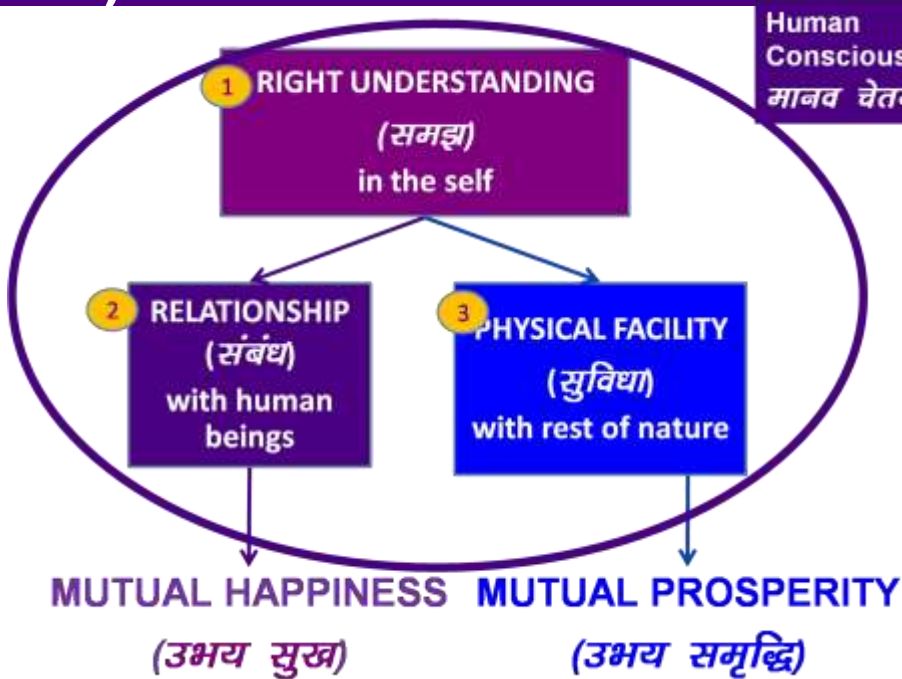 Human
1
RIGHT UNDERSTANDING
(समझ)
in the self
2
RELATIONSHIP
(संबंध)
with human
beings
3
PHYSICAL FACILITY
(सुविधा)
with rest of nature
MUTUAL HAPPINESS
(उभय सुख)
MUTUAL PROSPERITY
(उभय समृद्धि)
मानव